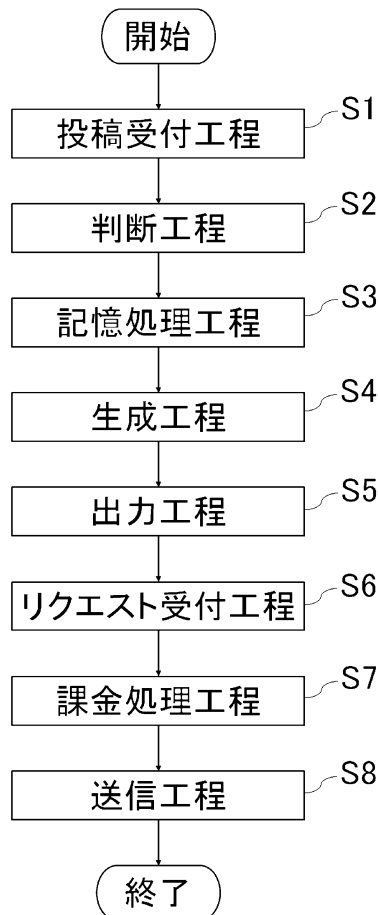 開始
投稿受付工程
S1
判断工程
S2
記憶処理工程
S3
生成工程
S4
出力工程
S5
リクエスト受付工程
S6
課金処理工程
S7
送信工程
S8
終了